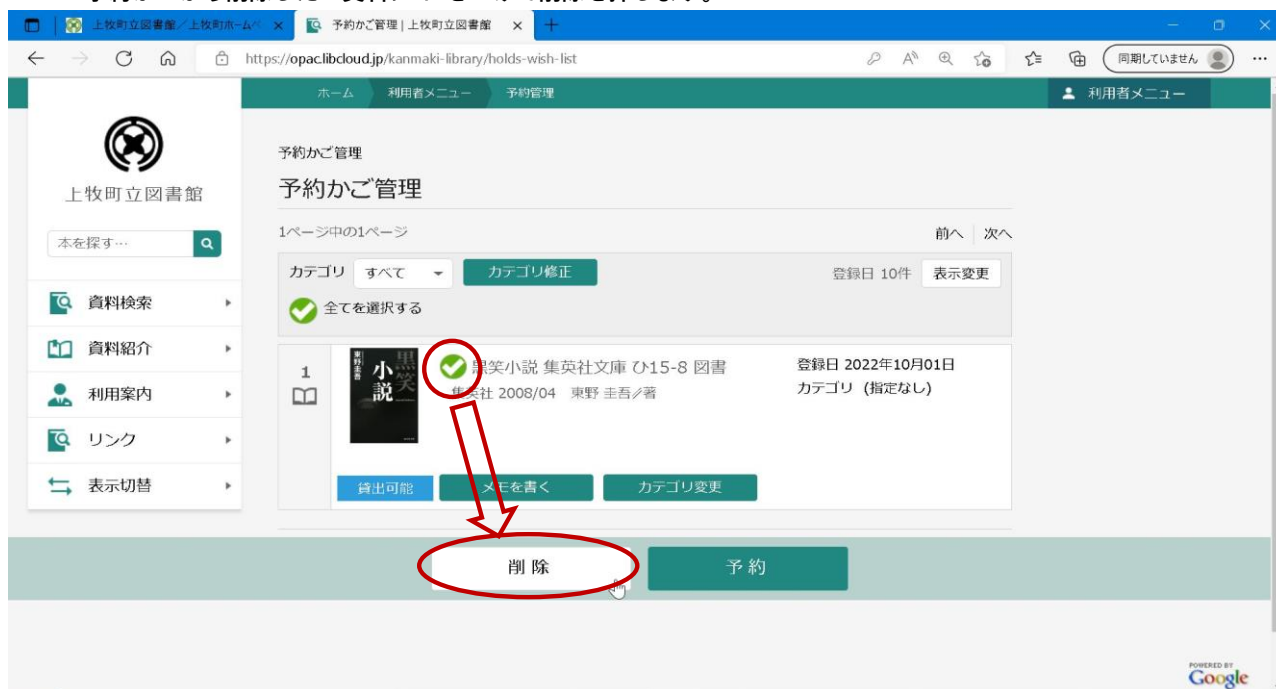 上牧町立図書館／上牧町ホームペ
予約かご管理 | 上牧町立図書館
https://opac.libcloud.jp/kanmaki-library/holds-wish-list
同期していません
ホーム 利用者メニュー 予約管理
利用者メニュー
上牧町立図書館
本を探す…
資料検索
資料紹介
利用案内
リンク
表示切替
予約かご管理
予約かご管理
1ページ中の1ページ
前へ 次へ
カテゴリ すべて カテゴリ修正
登録日 10件 表示変更
全てを選択する
1
東野圭吾
黒笑
小説
黒笑小説 集英社文庫 ひ15-8 図書
集英社 2008/04 東野 圭吾／著
登録日 2022年10月01日
カテゴリ (指定なし)
貸出可能 メモを書く カテゴリ変更
削除 予約
POWERED BY
Google